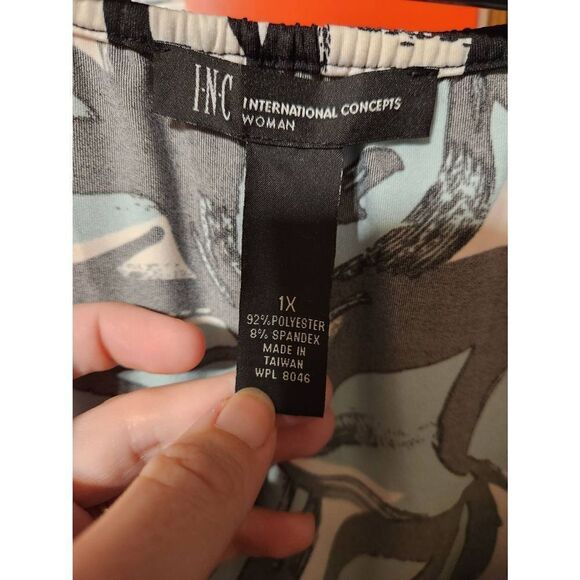 I·N·C INTERNATIONAL CONCEPTS
WOMAN
1X
92% POLYESTER
8% SPANDEX
MADE IN
TAIWAN
WPL 8046